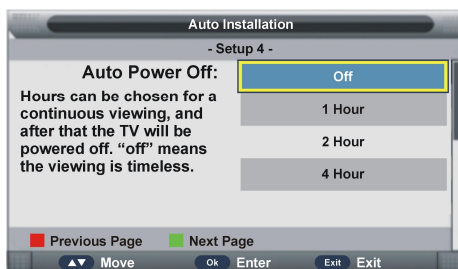 Auto Installation
- Setup 4 -
Auto Power Off:
Hours can be chosen for a
continuous viewing, and
after that the TV will be
powered off. “off” means
the viewing is timeless.
Off
1 Hour
2 Hour
4 Hour
Previous Page Next Page
▲▼ Move Ok Enter Exit Exit